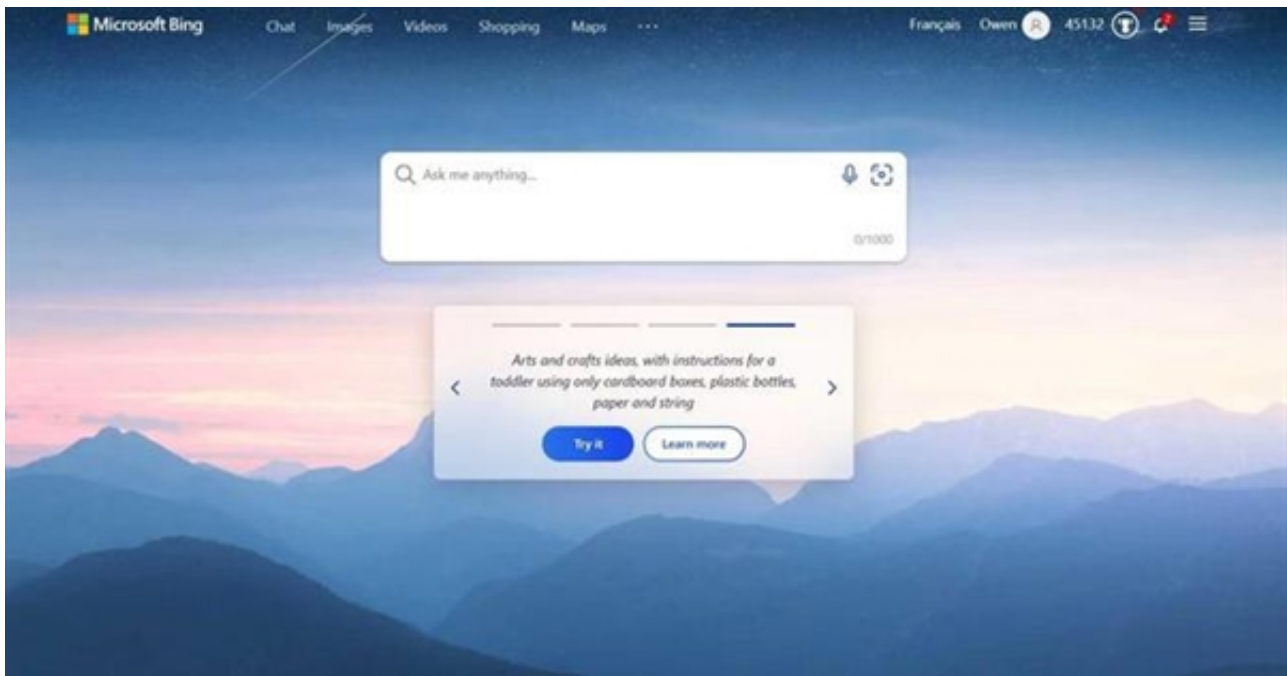 Microsoft Bing Chat Images Videos Shopping Maps ... Français Owen 45132 2
Ask me anything...
0/1000
Arts and crafts ideas, with instructions for a
toddler using only cardboard boxes, plastic bottles,
paper and string
Try it Learn more